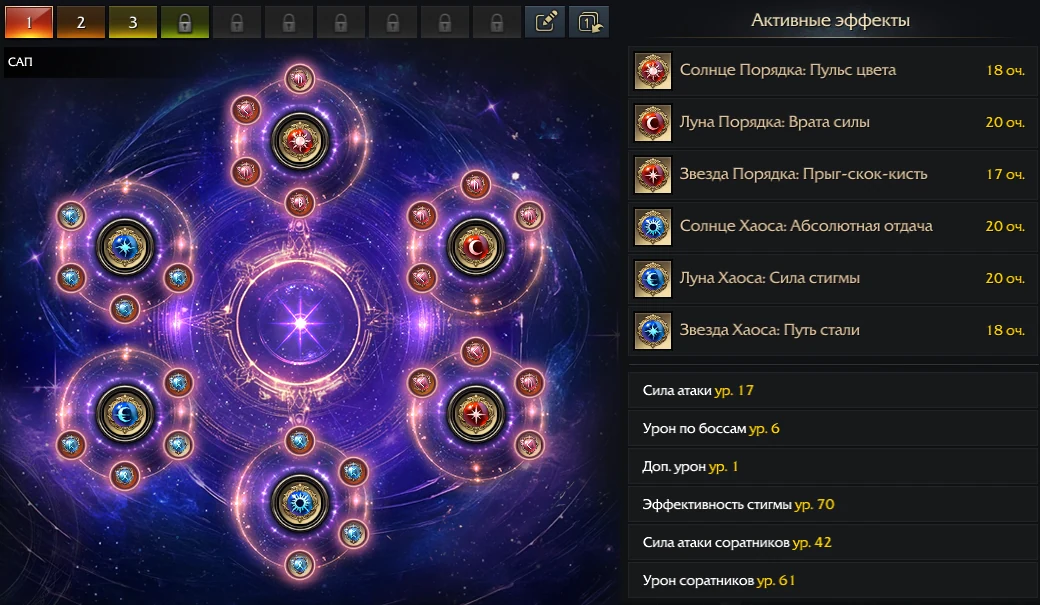 1 2 3
1
САП
Активные эффекты
Солнце Порядка: Пульс цвета 18 оч.
Луна Порядка: Врата силы 20 оч.
Звезда Порядка: Прыг-скок-кисть 17 оч.
Солнце Хаоса: Абсолютная отдача 20 оч.
Луна Хаоса: Сила стигмы 20 оч.
Звезда Хаоса: Путь стали 18 оч.
Сила атаки ур. 17
Урон по боссам ур. 6
Доп. урон ур. 1
Эффективность стигмы ур. 70
Сила атаки соратников ур. 42
Урон соратников ур. 61